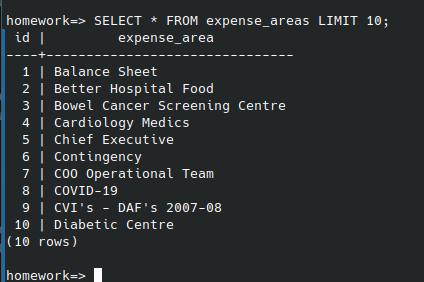 homework=> SELECT * FROM expense_areas LIMIT 10;
 id |         expense_area
----+-------------------------------
  1 | Balance Sheet
  2 | Better Hospital Food
  3 | Bowel Cancer Screening Centre
  4 | Cardiology Medics
  5 | Chief Executive
  6 | Contingency
  7 | COO Operational Team
  8 | COVID-19
  9 | CVI's - DAF's 2007-08
 10 | Diabetic Centre
(10 rows)

homework=>